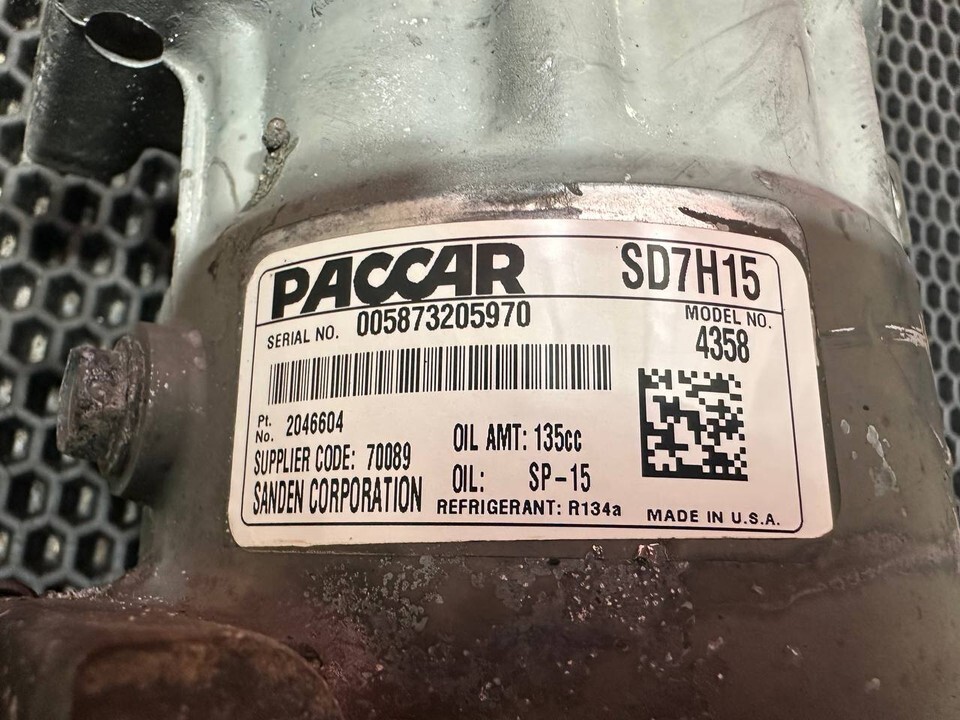 PACCAR
SD7H15
SERIAL NO. 005873205970
MODEL NO.
4358
Pt.
No. 2046604
SUPPLIER CODE: 70089
SANDEN CORPORATION
OIL AMT: 135cc
OIL: SP-15
REFRIGERANT: R134a
MADE IN U.S.A.